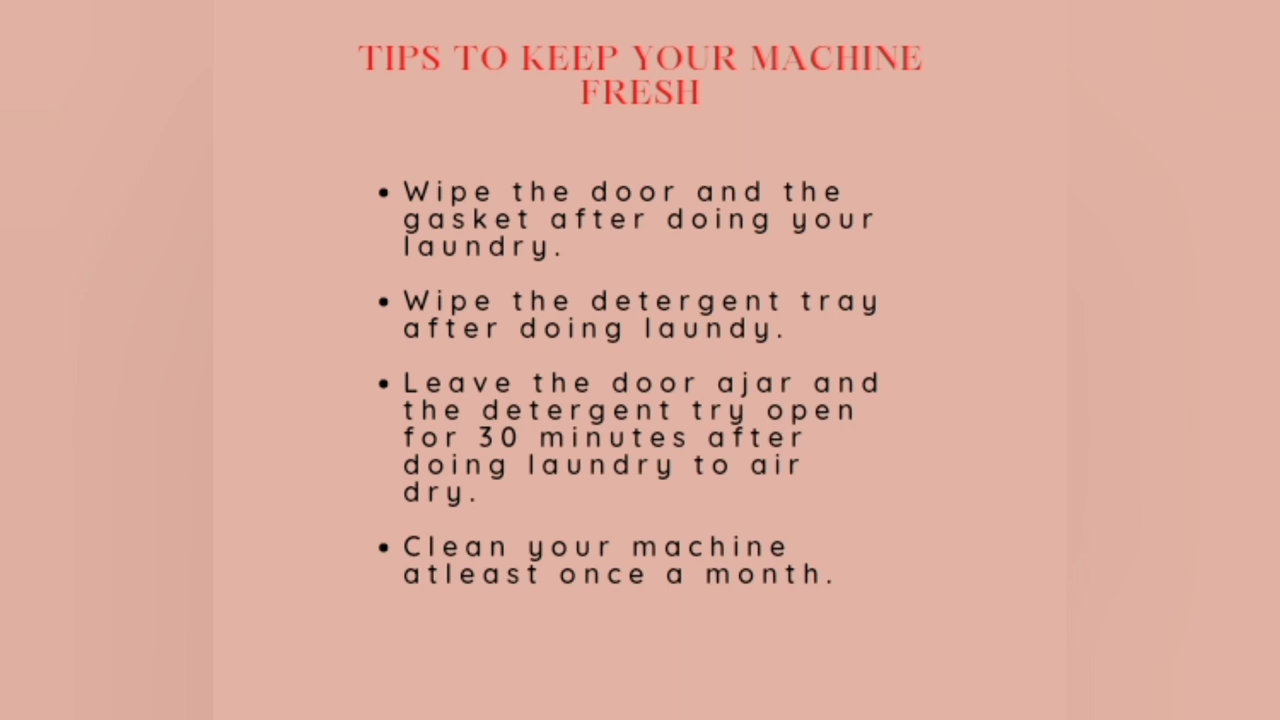 TIPS TO KEEP YOUR MACHINE
FRESH
• Wipe the door and the
gasket after doing your
laundry.
• Wipe the detergent tray
after doing laundy.
• Leave the door ajar and
the detergent try open
for 30 minutes after
doing laundry to air
dry.
• Clean your machine
atleast once a month.